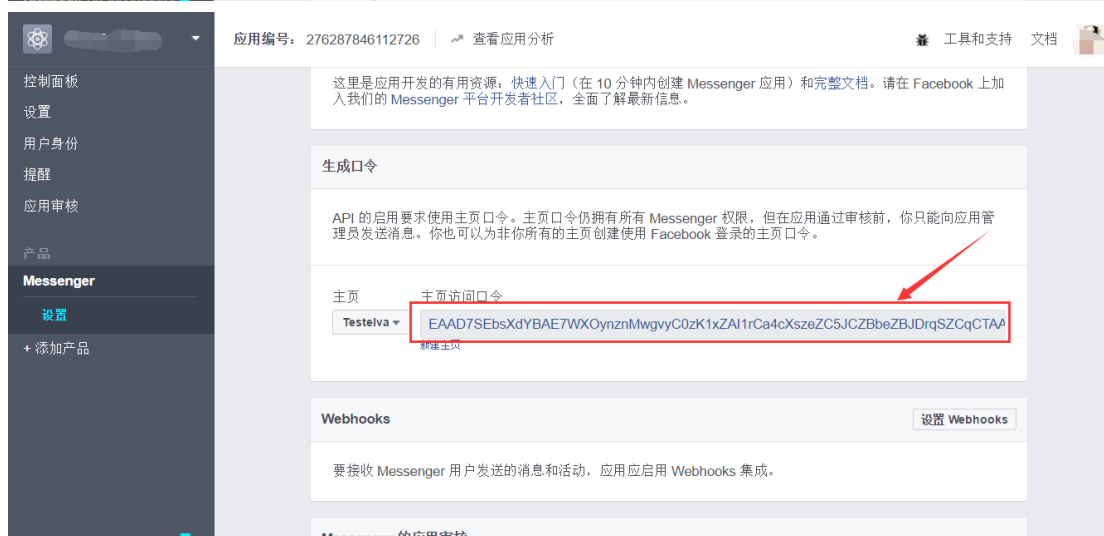 应用编号： 276287846112726
查看应用分析
工具和支持
文档
控制面板
设置
用户身份
提醒
应用审核
产品
Messenger
设置
+ 添加产品
这里是应用开发的有用资源：快速入门（在 10 分钟内创建 Messenger 应用）和完整文档。请在 Facebook 上加
入我们的 Messenger 平台开发者社区，全面了解最新信息。
生成口令
API 的启用要求使用主页口令。主页口令仍拥有所有 Messenger 权限，但在应用通过审核前，你只能向应用管
理员发送消息。你也可以为非你所有的主页创建使用 Facebook 登录的主页口令。
主页
主页访问口令
Testelva
EAAD7SEbsXdYBAE7WXOynznMwgvyC0zK1xZAI1rCa4cXszeZC5JCZBbeZBJDrqSZCqCTAA
新建主页
Webhooks
设置 Webhooks
要接收 Messenger 用户发送的消息和活动，应用应启用 Webhooks 集成。
Messenger 的应用审核